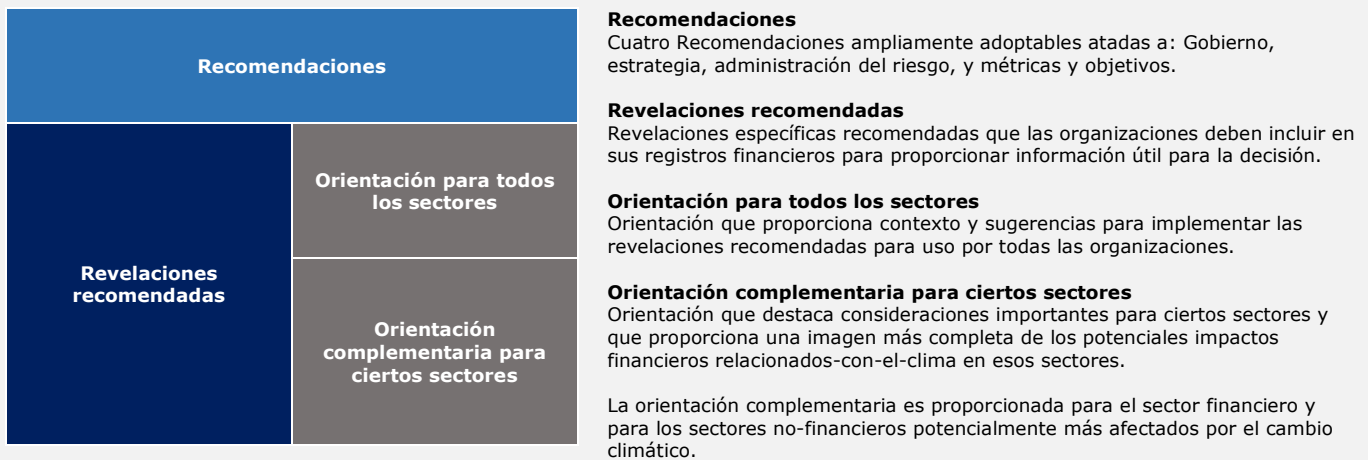 Recomendaciones
Revelaciones
recomendadas
Orientación para todos
los sectores
Orientación
complementaria para
ciertos sectores
Recomendaciones
Cuatro Recomendaciones ampliamente adoptables atadas a: Gobierno,
estrategia, administración del riesgo, y métricas y objetivos.
Revelaciones recomendadas
Revelaciones específicas recomendadas que las organizaciones deben incluir en
sus registros financieros para proporcionar información útil para la decisión.
Orientación para todos los sectores
Orientación que proporciona contexto y sugerencias para implementar las
revelaciones recomendadas para uso por todas las organizaciones.
Orientación complementaria para ciertos sectores
Orientación que destaca consideraciones importantes para ciertos sectores y
que proporciona una imagen más completa de los potenciales impactos
financieros relacionados-con-el-clima en esos sectores.
La orientación complementaria es proporcionada para el sector financiero y
para los sectores no-financieros potencialmente más afectados por el cambio
climático.